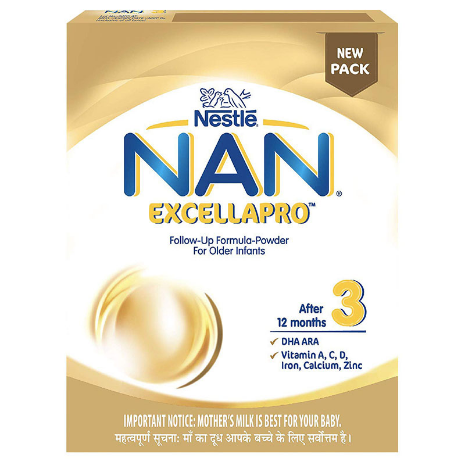 NAN
NEW
PACK
Nestlé
NAN®
EXCELLAPRO™
Follow-Up Formula-Powder
For Older Infants
After
12 months
3
✓ DHA ARA
✓ Vitamin A, C, D,
Iron, Calcium, Zinc
IMPORTANT NOTICE: MOTHER'S MILK IS BEST FOR YOUR BABY.
महत्वपूर्ण सूचना: माँ का दूध आपके बच्चे के लिए सर्वोत्तम है।